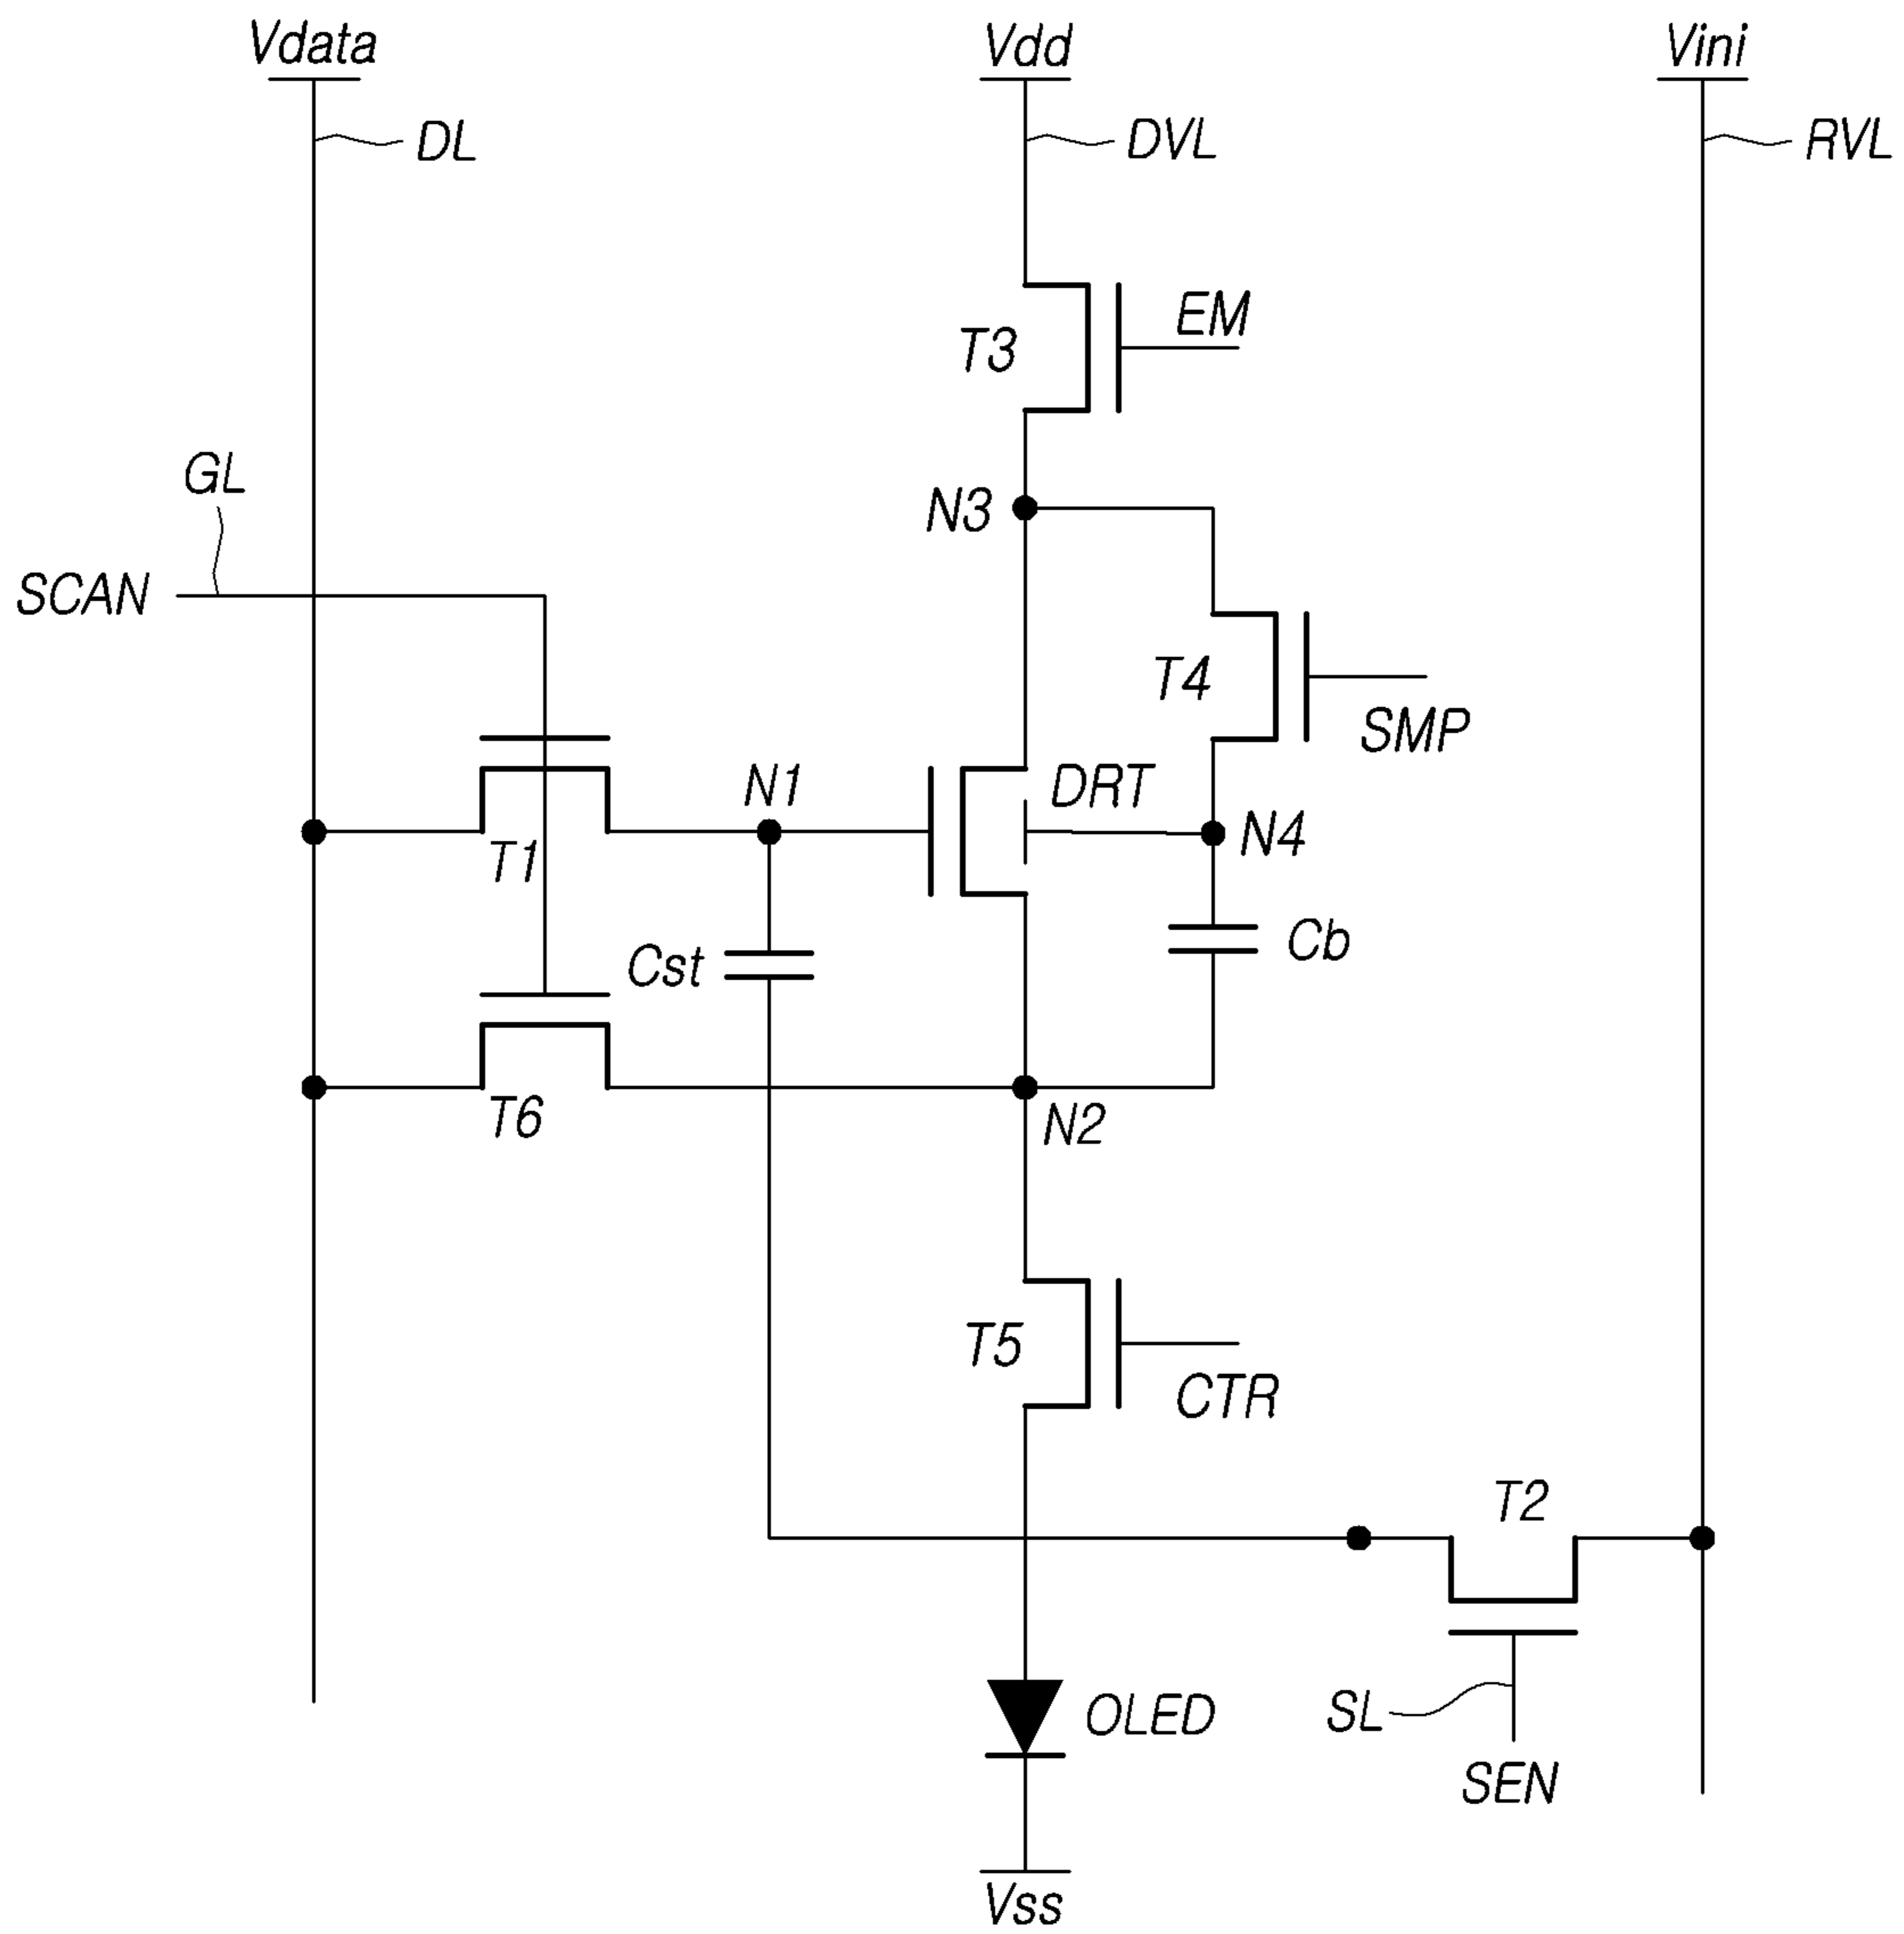 Vdata
Vdd
Vini
DL
DVL
RVL
EM
T3
GL
N3
SCAN
T4
SMP
N1
DRT
N4
T1
Cst
Cb
T6
N2
T5
CTR
T2
OLED
SL
SEN
Vss